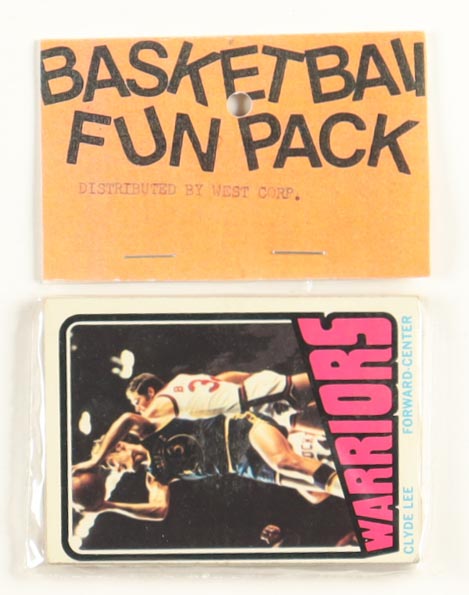 BASKETBALL
FUN PACK
DISTRIBUTED BY WEST CORP.
WARRIORS
CLYDE LEE FORWARD-CENTER